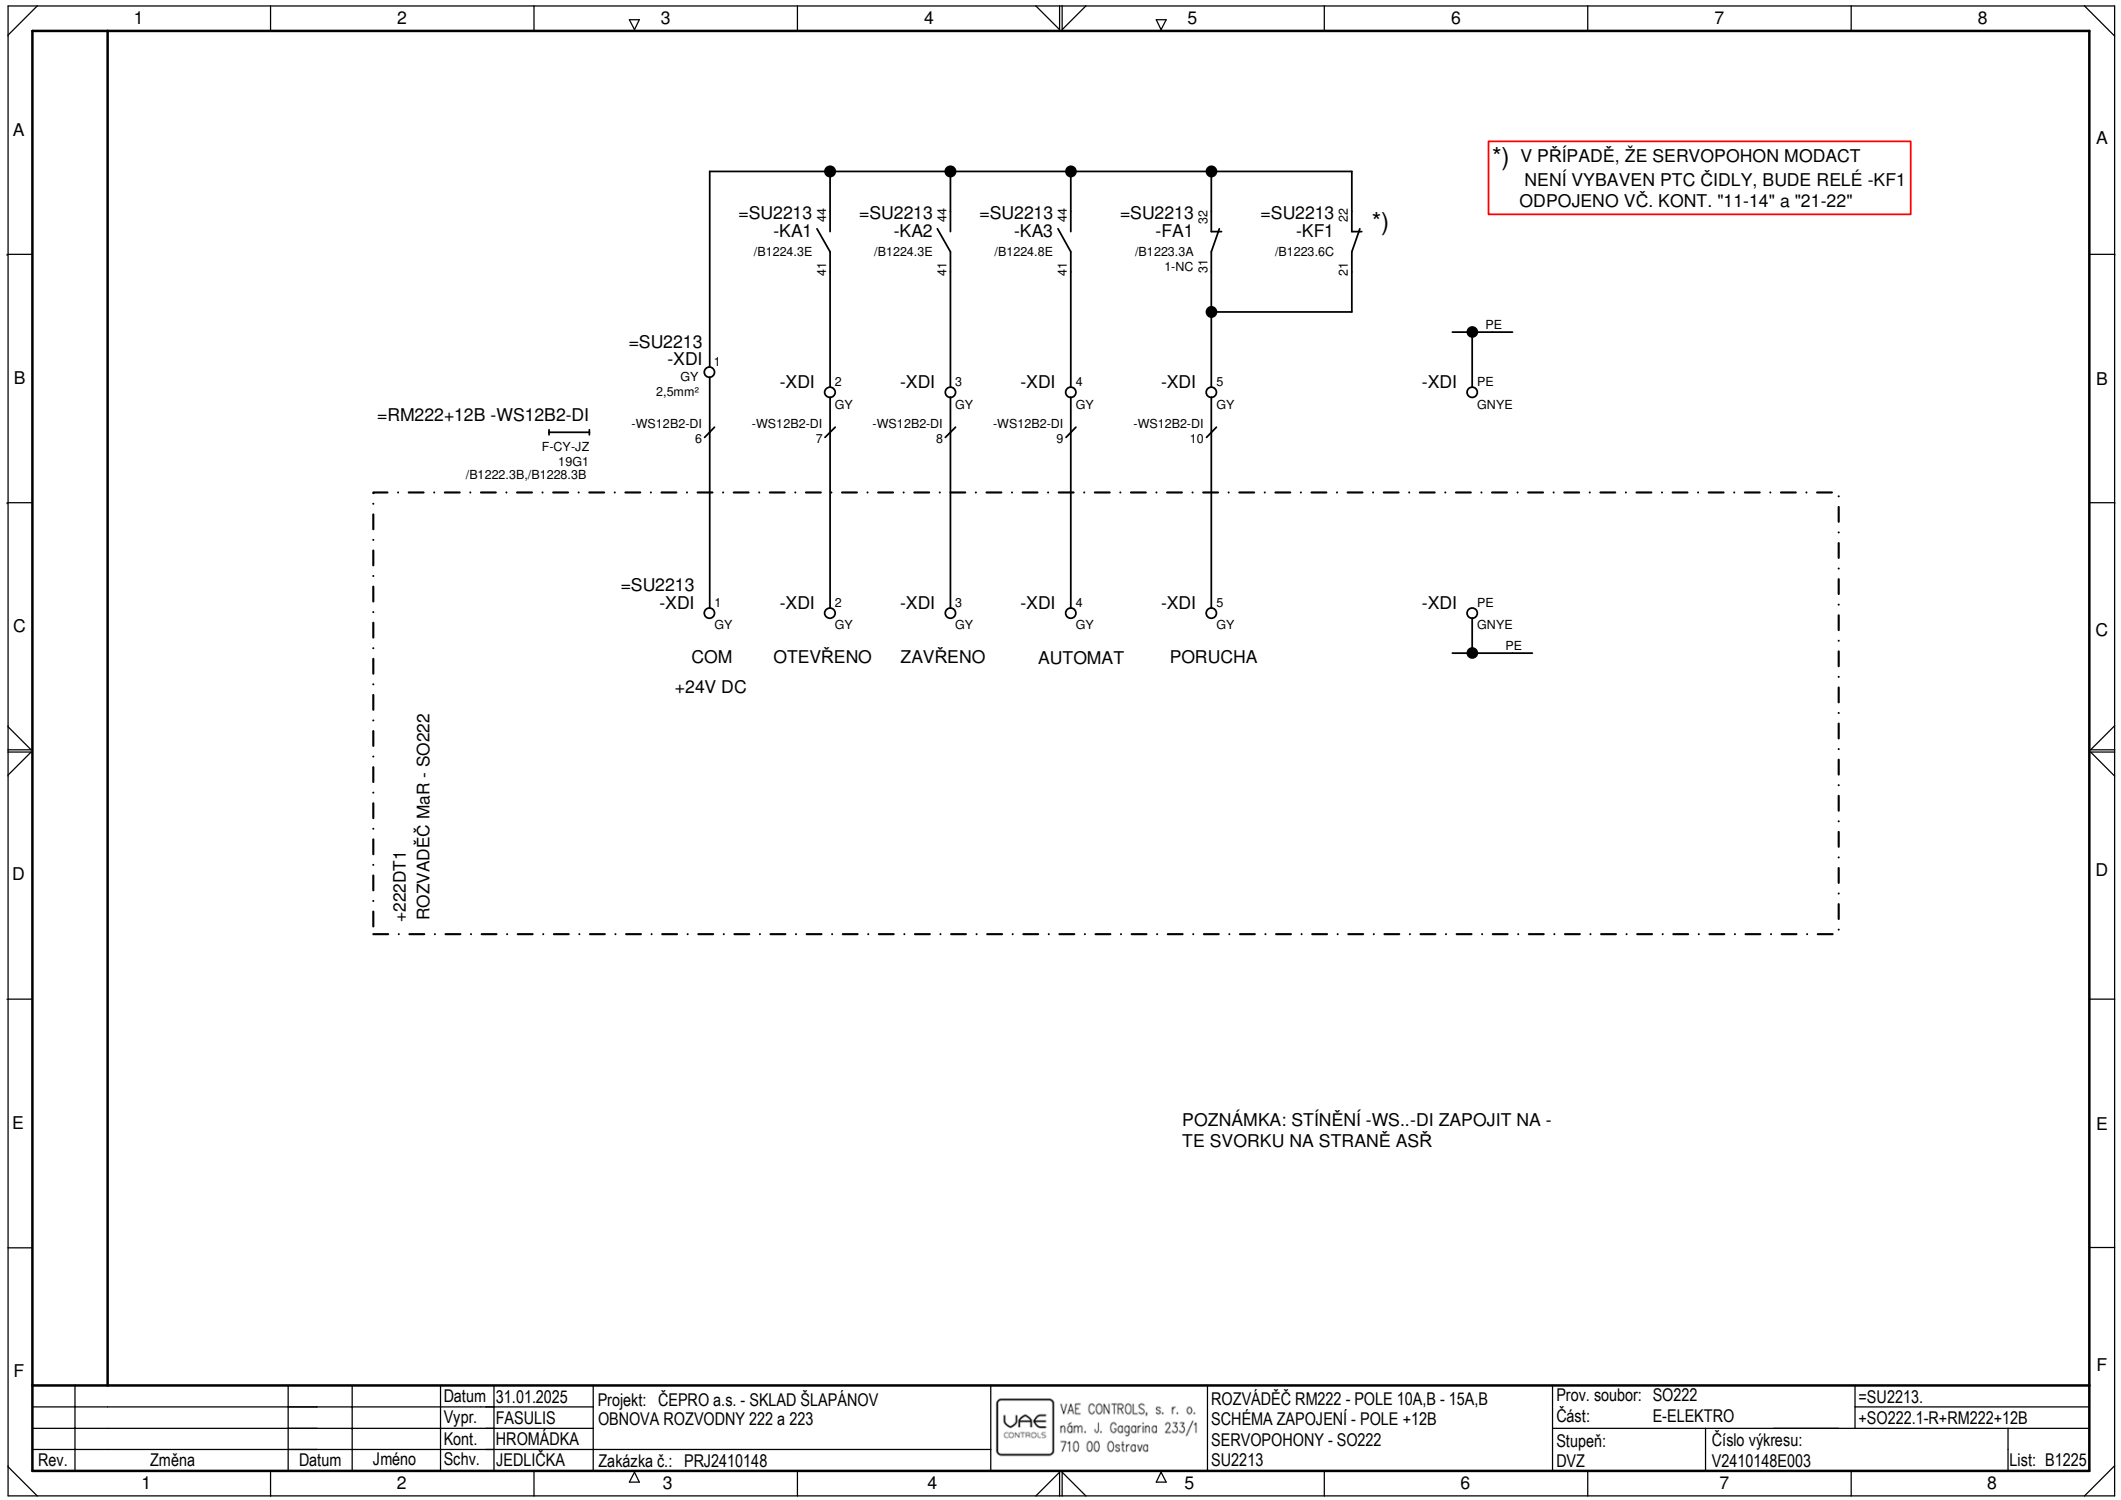 1 2 3 4 5 6 7 8
A A
*) V PŘÍPADĚ, ŽE SERVOPOHON MODACT
NENÍ VYBAVEN PTC ČIDLY, BUDE RELÉ -KF1
ODPOJENO VČ. KONT. "11-14" a "21-22"
=SU2213 44 =SU2213 44 =SU2213 44 =SU2213 32 =SU2213 22 *)
-KA1 -KA2 -KA3 -FA1 -KF1
/B1224.3E /B1224.3E /B1224.8E /B1223.3A /B1223.6C
41 41 41 1-NC 31 21
PE
=SU2213
-XDI 1
GY
2,5mm²
B B
-XDI 2 -XDI 3 -XDI 4 -XDI 5 -XDI PE
GY GY GY GY GNYE
=RM222+12B -WS12B2-DI
-WS12B2-DI -WS12B2-DI -WS12B2-DI -WS12B2-DI -WS12B2-DI
6 7 8 9 10
F-CY-JZ
19G1
/B1222.3B,/B1228.3B
=SU2213
-XDI 1 -XDI 2 -XDI 3 -XDI 4 -XDI 5 -XDI PE
GY GY GY GY GY GNYE
C C
PE
COM OTEVŘENO ZAVŘENO AUTOMAT PORUCHA
+24V DC
+222DT1
ROZVADĚČ MaR - SO222
D D
E E
POZNÁMKA: STÍNĚNÍ -WS..-DI ZAPOJIT NA -
TE SVORKU NA STRANĚ ASŘ
F F
Datum 31.01.2025
Vypr. FASULIS
Kont. HROMÁDKA
Rev. Změna Datum Jméno Schv. JEDLIČKA
Projekt: ČEPRO a.s. - SKLAD ŠLAPÁNOV
OBNOVA ROZVODNY 222 a 223
Zakázka č.: PRJ2410148
VAE
CONTROLS
VAE CONTROLS, s. r. o.
nám. J. Gagarina 233/1
710 00 Ostrava
ROZVÁDĚČ RM222 - POLE 10A,B - 15A,B
SCHÉMA ZAPOJENÍ - POLE +12B
SERVOPOHONY - SO222
SU2213
Prov. soubor: SO222
Část: E-ELEKTRO
Stupeň:
DVZ
Číslo výkresu:
V2410148E003
=SU2213.
+SO222.1-R+RM222+12B
List: B1225
1 2 3 4 5 6 7 8